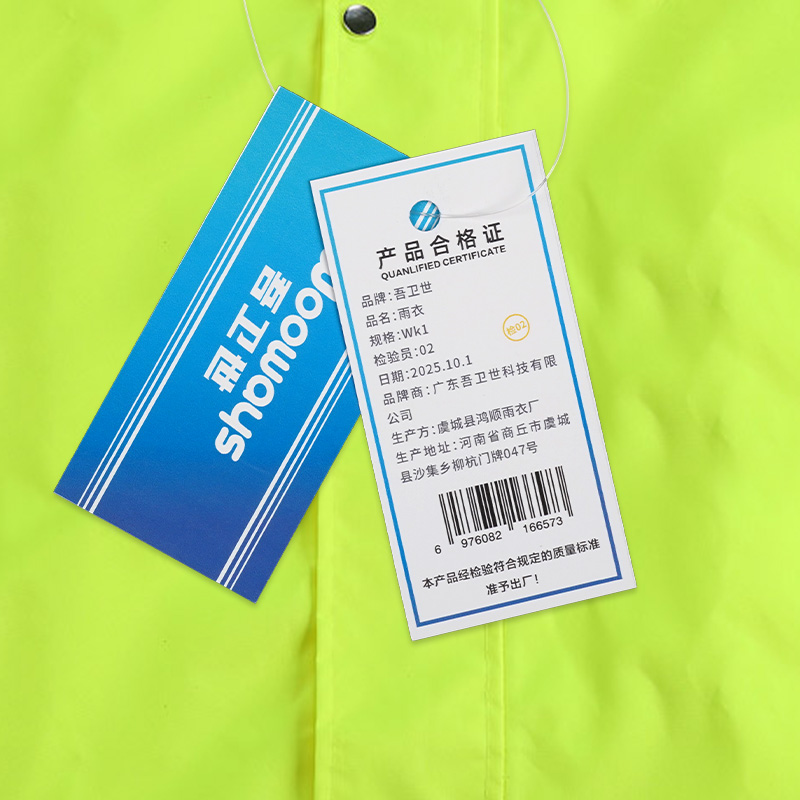 吾卫世
shamoon
产品合格证
QUANLIFIED CERTIFICATE
品牌：吾卫世
品名：雨衣
规格：Wk1
检验员：02
检02
日期：2025.10.1
品牌商：广东吾卫世科技有限
公司
生产方：虞城县鸿顺雨衣厂
生产地址：河南省商丘市虞城
县沙集乡柳杭门牌047号
6 976082 166573
本产品经检验符合规定的质量标准
准予出厂！